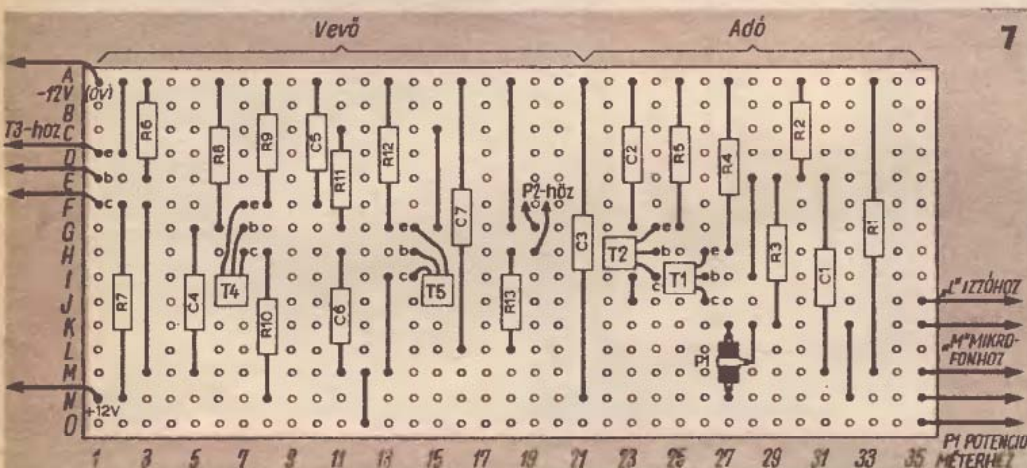 Vevő
Adó
7
A
-12V (0V)
B
C
T3-hoz
D
E
F
G
H
I
J
K
L
M
N
+12V
O
e
b
c
R6
R8
R9
C5
R11
R12
C7
P2-höz
C3
C2
R5
R4
R2
R3
C1
R1
R7
C4
T4
e
b
c
R10
C6
T5
e
b
c
R13
T2
e
b
c
T1
e
b
c
P1
„L" IZZÓHOZ
„M" MIKRO-
FONHOZ
P1 POTENCIO
MÉTERHEZ
1 3 5 7 9 11 13 15 17 19 21 23 25 27 29 31 33 35